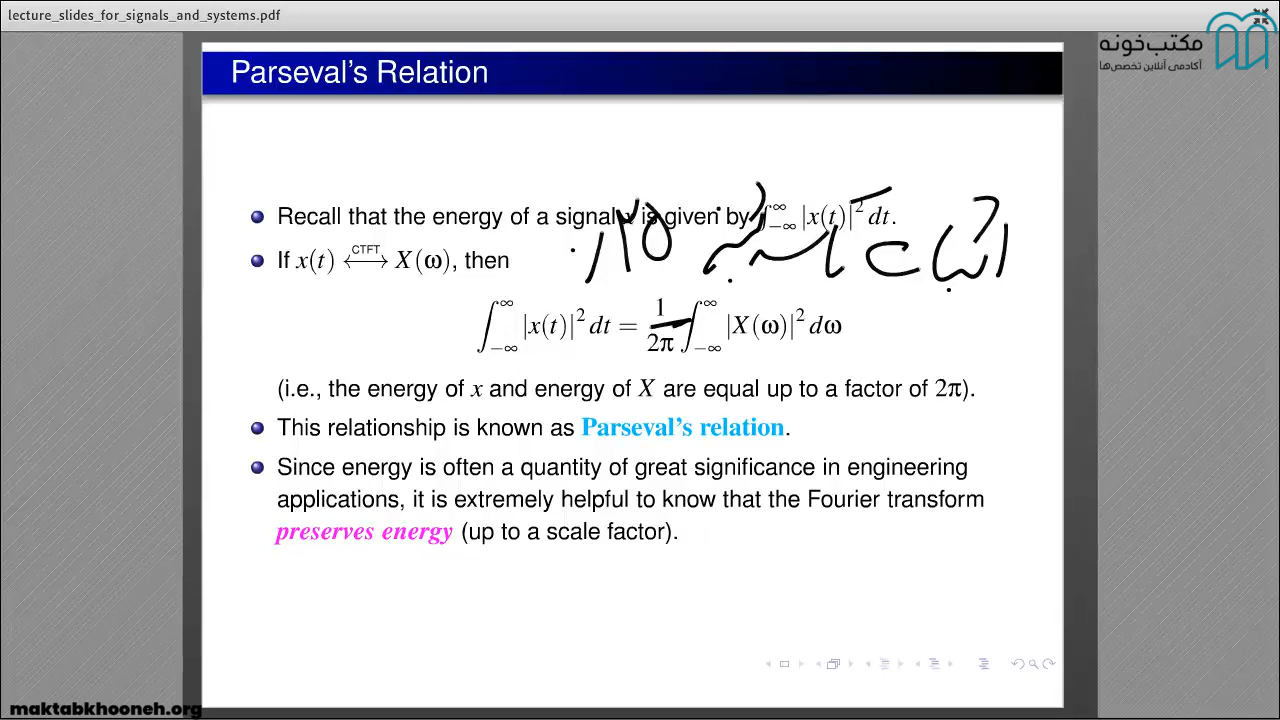 lecture_slides_for_signals_and_systems.pdf
مکتب‌خونه
آکادمی آنلاین تخصص‌ها
Parseval's Relation
Recall that the energy of a signal x is given by ∫_{-∞}^{∞} |x(t)|² dt.
If x(t) ⟷^{CTFT} X(ω), then
اثبات
∫_{-∞}^{∞} |x(t)|² dt = 1/2π ∫_{-∞}^{∞} |X(ω)|² dω
(i.e., the energy of x and energy of X are equal up to a factor of 2π).
This relationship is known as Parseval's relation.
Since energy is often a quantity of great significance in engineering
applications, it is extremely helpful to know that the Fourier transform
preserves energy (up to a scale factor).
maktabkhooneh.org